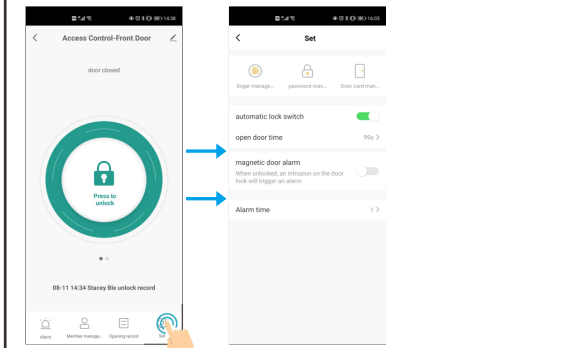 14:38
Access Control-Front Door
door closed
Press to
unlock
08-11 14:34 Stacey Ble unlock record
Alarm
Member manage...
Opening record
Set
16:03
Set
finger manage...
password man...
Door card man...
automatic lock switch
open door time
99s >
magnetic door alarm
When unlocked, an intrusion on the door
lock will trigger an alarm
Alarm time
1 >